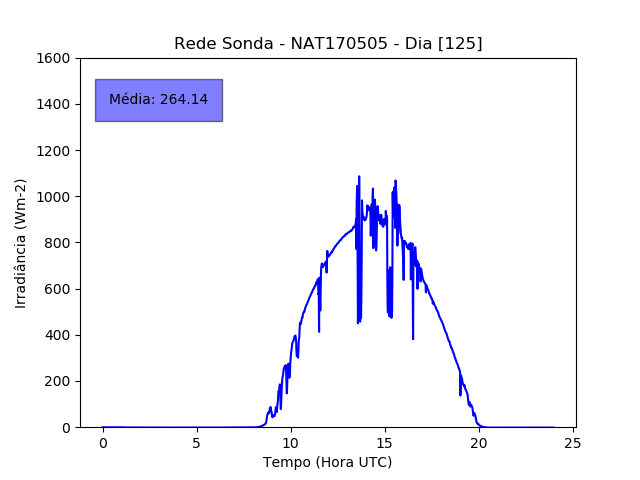 Rede Sonda - NAT170505 - Dia [125]
1600
1400
1200
1000
800
600
400
200
0
Irradiância (Wm-2)
Média: 264.14
0 5 10 15 20 25
Tempo (Hora UTC)